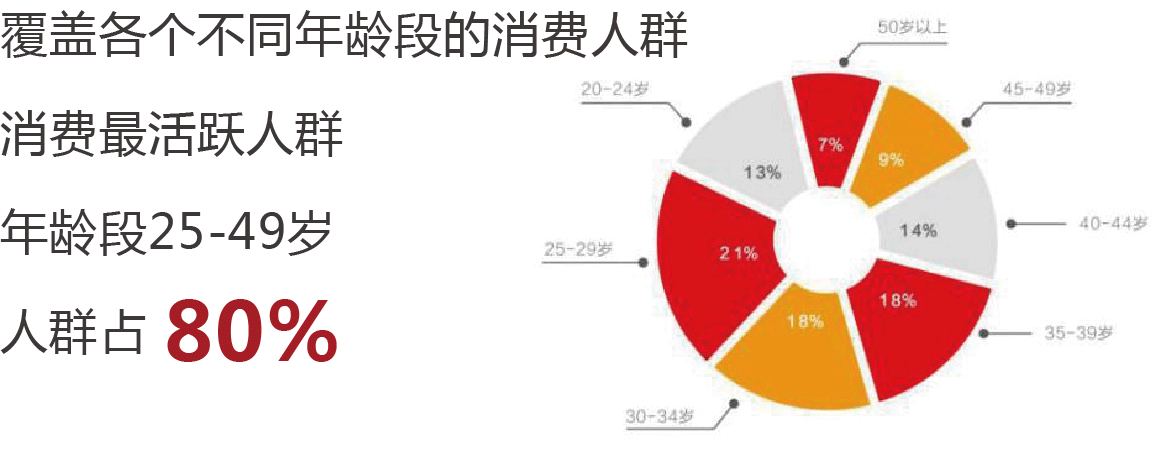 覆盖各个不同年龄段的消费人群
消费最活跃人群
年龄段25-49岁
人群占 80%
50岁以上
45-49岁
40-44岁
35-39岁
30-34岁
25-29岁
20-24岁
7%
9%
14%
18%
18%
21%
13%